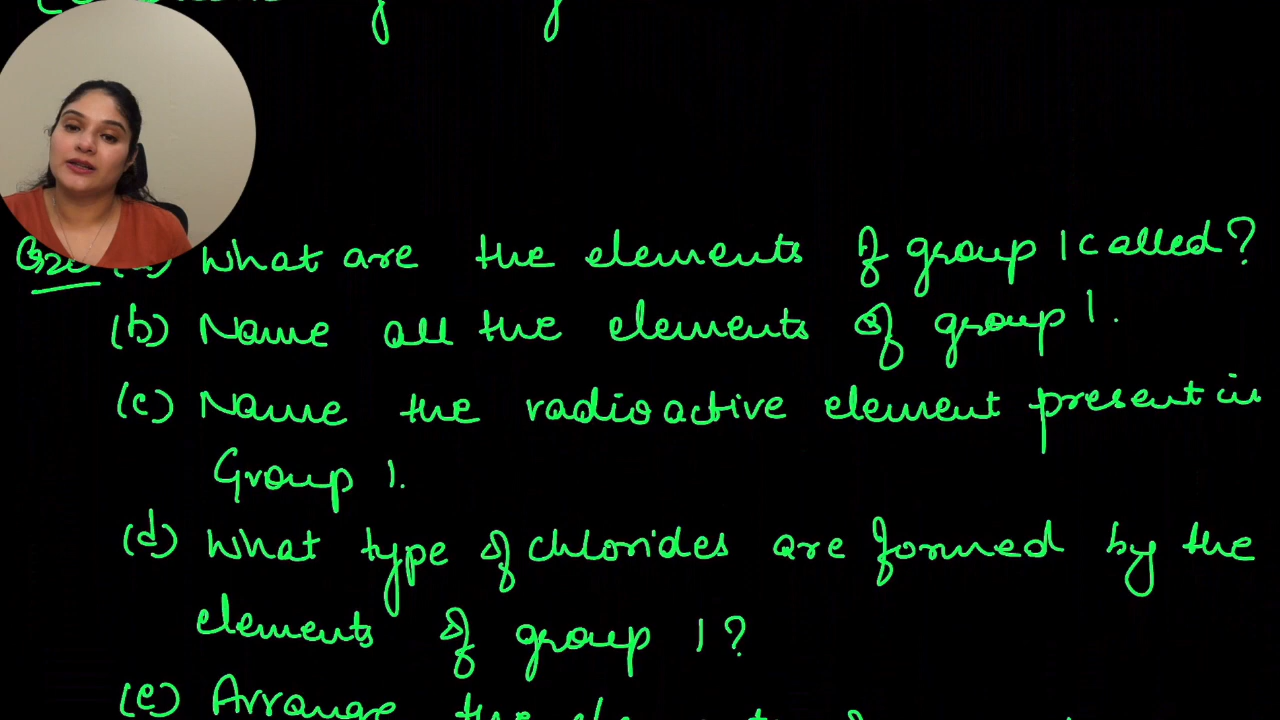 (a) What are the elements of group 1 called?
(b) Name all the elements of group 1.
(c) Name the radioactive element present in
Group 1.
(d) What type of chlorides are formed by the
elements of group 1?
(e) Arrange the